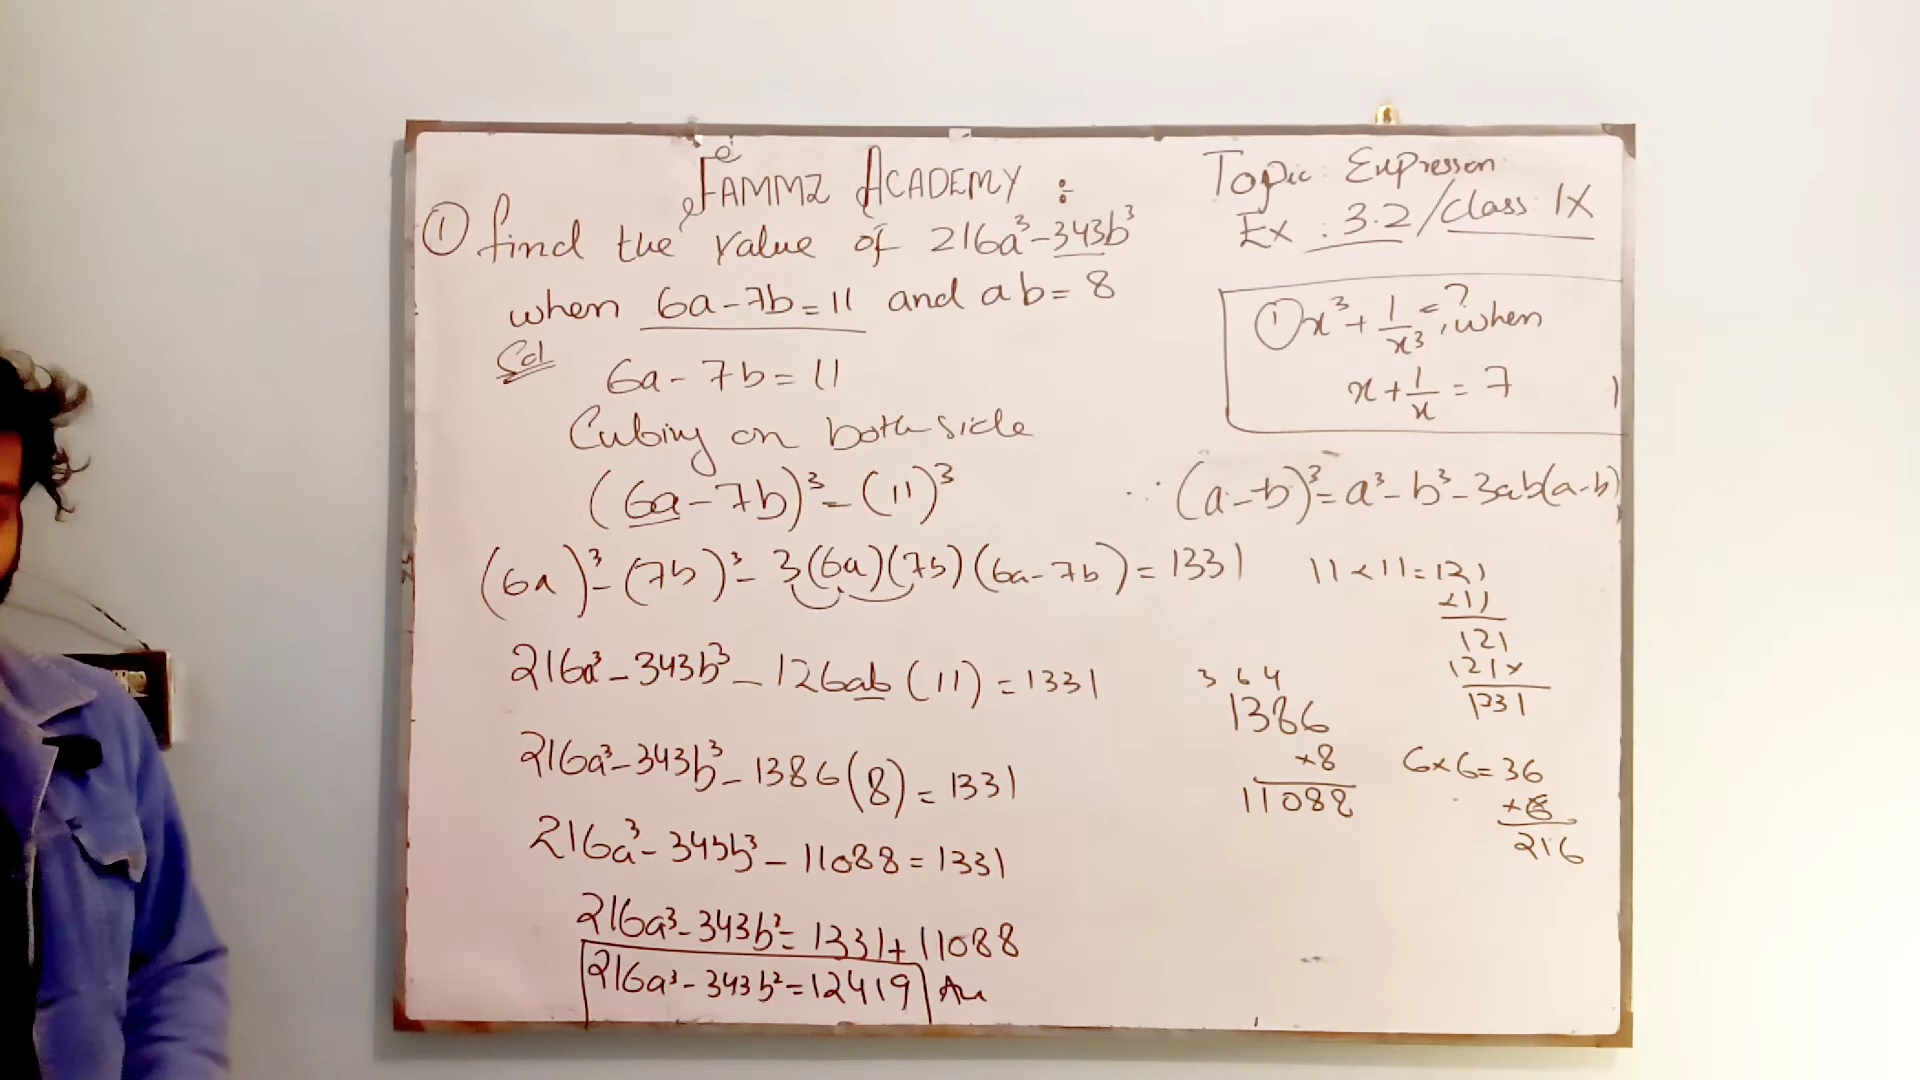 FAMMZ ACADEMY :
Topic: Expression
Ex : 3.2 / class: IX
① find the value of 216a³-343b³
when 6a-7b=11 and ab=8
Sol
6a-7b=11
Cubing on both side
(6a-7b)³=(11)³
(6a)³-(7b)³-3(6a)(7b)(6a-7b)=1331
216a³-343b³-126ab(11)=1331
216a³-343b³-1386(8)=1331
216a³-343b³-11088=1331
216a³-343b³=1331+11088
216a³-343b²=12419 Ans
① x³+1/x³=?, when
x+1/x=7
∵ (a-b)³=a³-b³-3ab(a-b)
11×11=121
×11
121
121×
1331
3 6 4
1386
×8
11088
6×6=36
×6
216